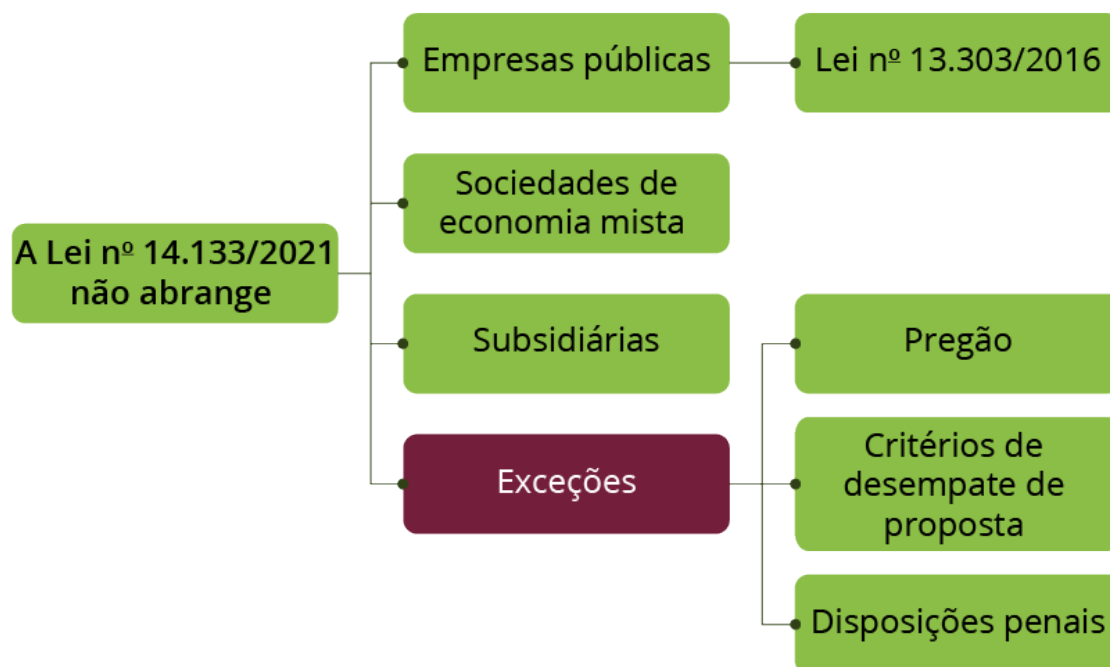 A Lei nº 14.133/2021
não abrange
Empresas públicas
Lei nº 13.303/2016
Sociedades de
economia mista
Subsidiárias
Exceções
Pregão
Critérios de
desempate de
proposta
Disposições penais